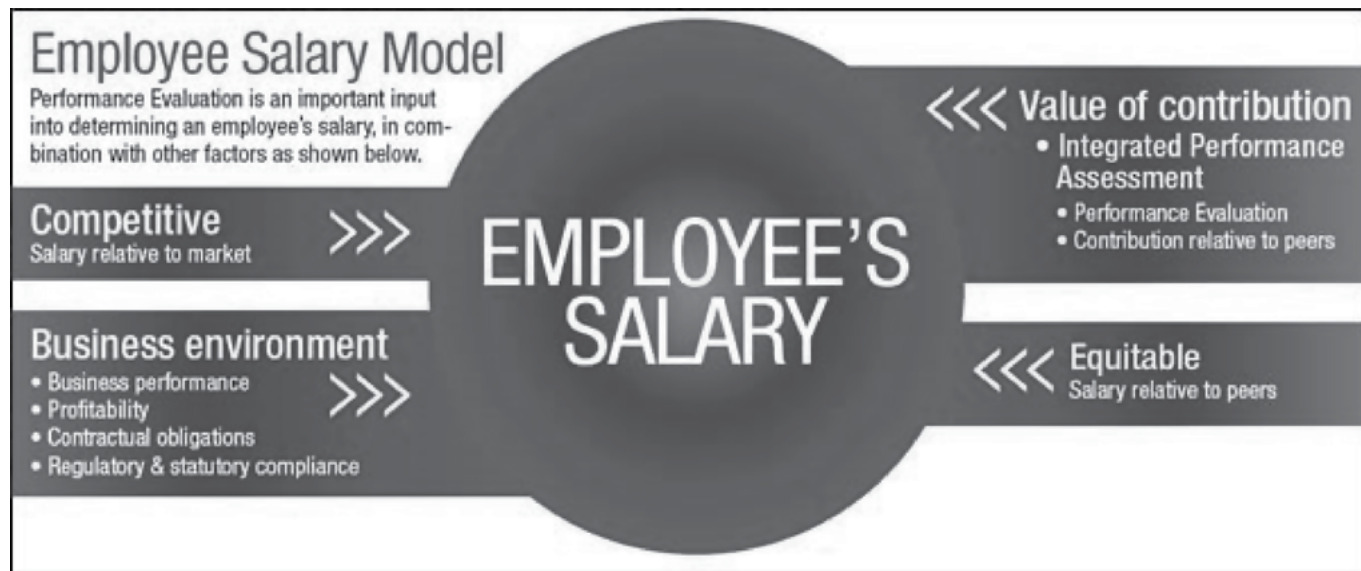 Employee Salary Model
Performance Evaluation is an important input
into determining an employee's salary, in com-
bination with other factors as shown below.
Competitive
Salary relative to market
Business environment
• Business performance
• Profitability
• Contractual obligations
• Regulatory & statutory compliance
EMPLOYEE'S
SALARY
Value of contribution
• Integrated Performance
Assessment
• Performance Evaluation
• Contribution relative to peers
Equitable
Salary relative to peers